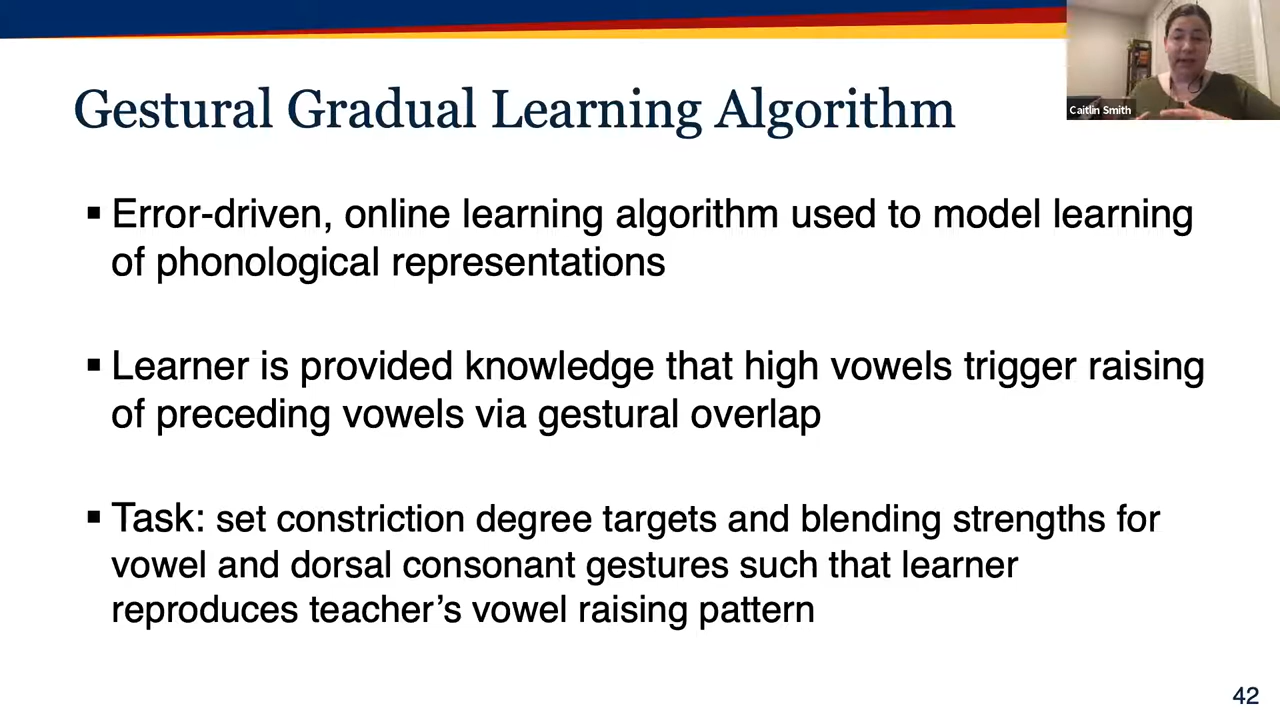 Gestural Gradual Learning Algorithm
Caitlin Smith
▪ Error-driven, online learning algorithm used to model learning
of phonological representations
▪ Learner is provided knowledge that high vowels trigger raising
of preceding vowels via gestural overlap
▪ Task: set constriction degree targets and blending strengths for
vowel and dorsal consonant gestures such that learner
reproduces teacher’s vowel raising pattern
42